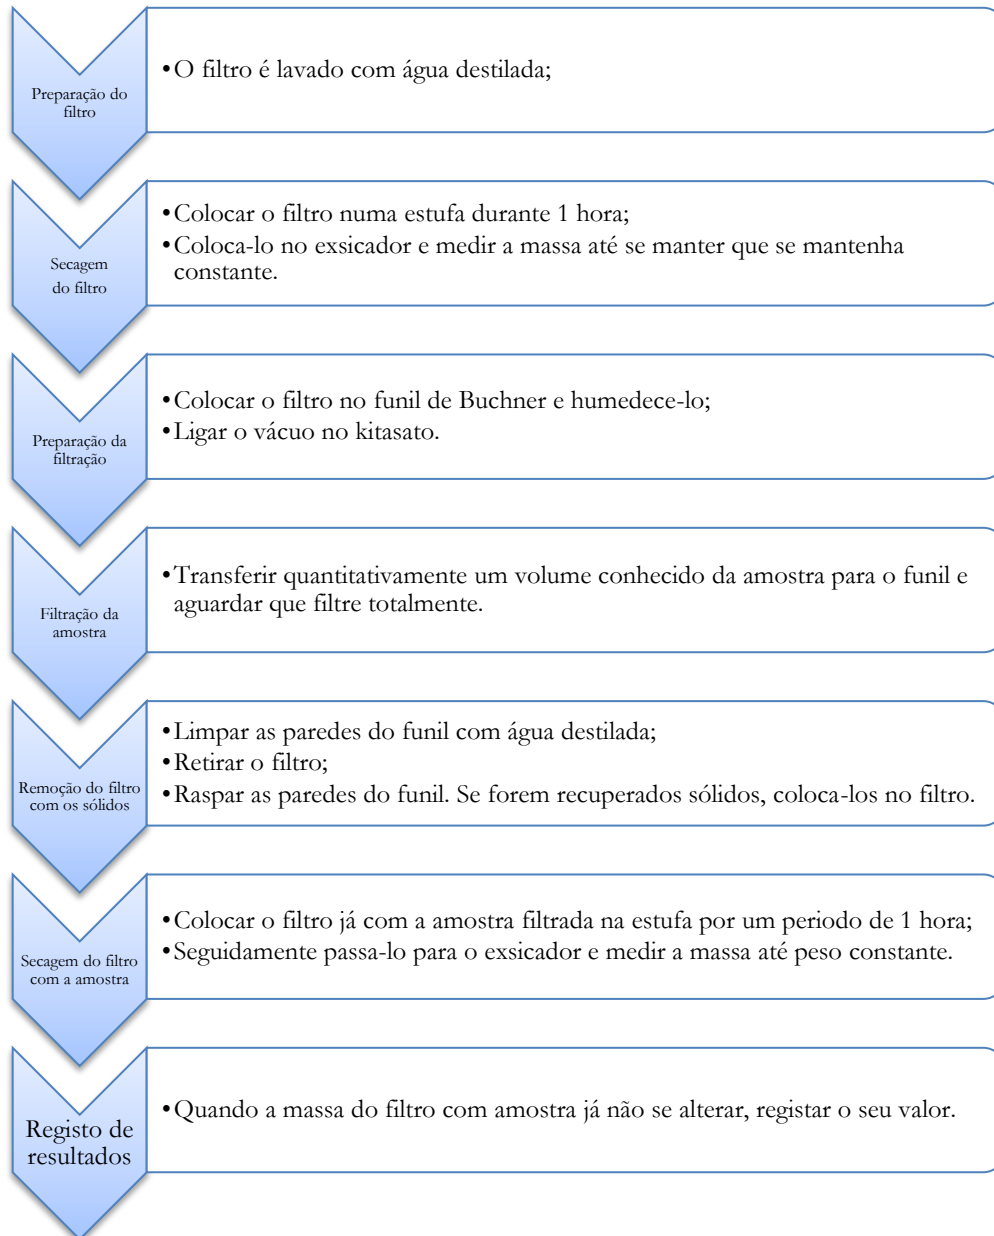 Preparação do
filtro
•O filtro é lavado com água destilada;
Secagem
do filtro
•Colocar o filtro numa estufa durante 1 hora;
•Coloca-lo no exsicador e medir a massa até se manter que se mantenha
constante.
Preparação da
filtração
•Colocar o filtro no funil de Buchner e humedece-lo;
•Ligar o vácuo no kitasato.
Filtração da
amostra
•Transferir quantitativamente um volume conhecido da amostra para o funil e
aguardar que filtre totalmente.
Remoção do filtro
com os sólidos
•Limpar as paredes do funil com água destilada;
•Retirar o filtro;
•Raspar as paredes do funil. Se forem recuperados sólidos, coloca-los no filtro.
Secagem do filtro
com a amostra
•Colocar o filtro já com a amostra filtrada na estufa por um periodo de 1 hora;
•Seguidamente passa-lo para o exsicador e medir a massa até peso constante.
Registo de
resultados
•Quando a massa do filtro com amostra já não se alterar, registar o seu valor.